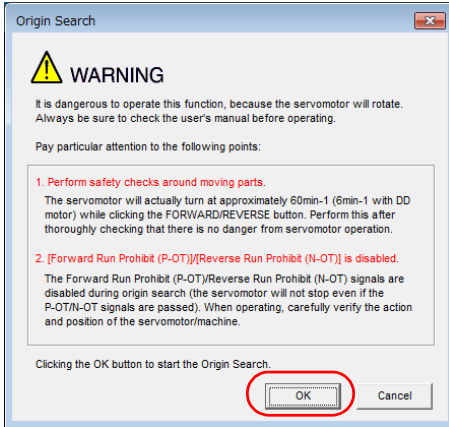 Origin Search
WARNING
It is dangerous to operate this function, because the servomotor will rotate.
Always be sure to check the user's manual before operating.
Pay particular attention to the following points:
1. Perform safety checks around moving parts.
The servomotor will actually turn at approximately 60min-1 (6min-1 with DD
motor) while clicking the FORWARD/REVERSE button. Perform this after
thoroughly checking that there is no danger from servomotor operation.
2. [Forward Run Prohibit (P-OT)]/[Reverse Run Prohibit (N-OT)] is disabled.
The Forward Run Prohibit (P-OT)/Reverse Run Prohibit (N-OT) signals are
disabled during origin search (the servomotor will not stop even if the
P-OT/N-OT signals are passed). When operating, carefully verify the action
and position of the servomotor/machine.
Clicking the OK button to start the Origin Search.
OK
Cancel